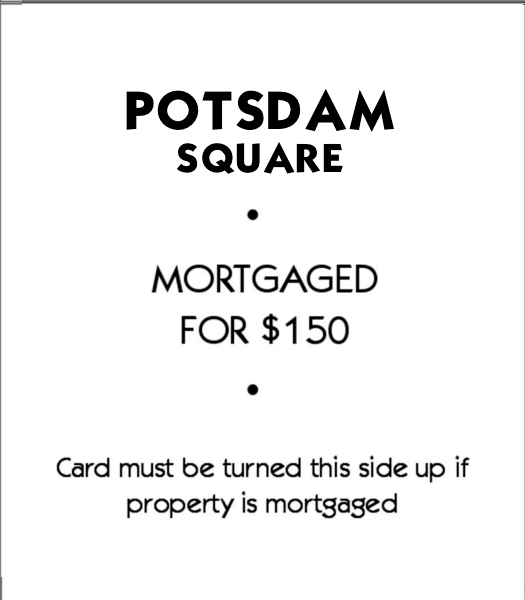 POTSDAM
SQUARE
•
MORTGAGED
FOR $150
•
Card must be turned this side up if
property is mortgaged